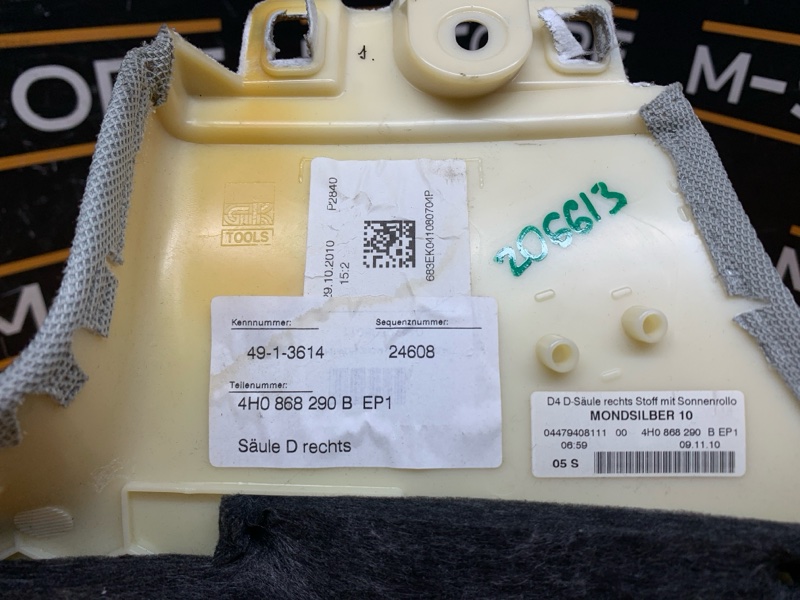 1.
M-S
GK
TOOLS
P2840
29.10.2010
15:2
683EK041080704P
206613
Kennnummer: Sequenznummer:
49-1-3614 24608
Teilenummer:
4H0 868 290 B EP1
Säule D rechts
D4 D-Säule rechts Stoff mit Sonnenrollo
MONDSILBER 10
04479408111 00 4H0 868 290 B EP1
06:59 09.11.10
05 S